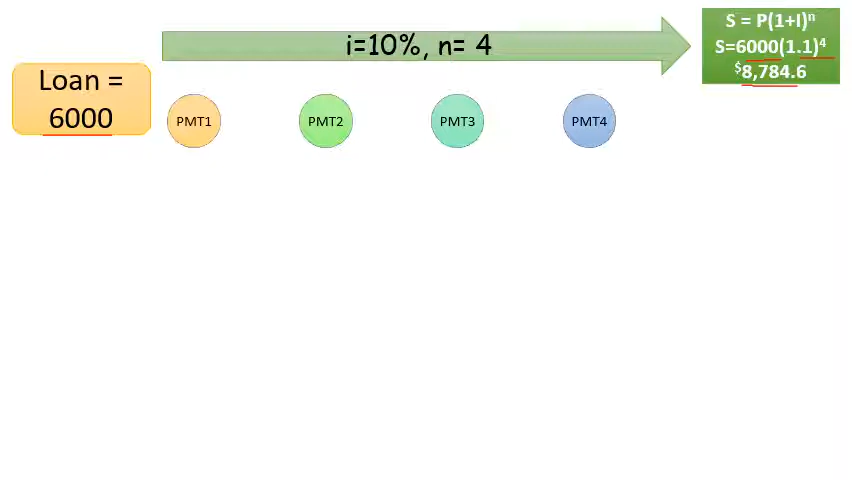 S = P(1+I)ⁿ
i=10%, n= 4
S=6000(1.1)⁴
$8,784.6
Loan =
6000
PMT1
PMT2
PMT3
PMT4